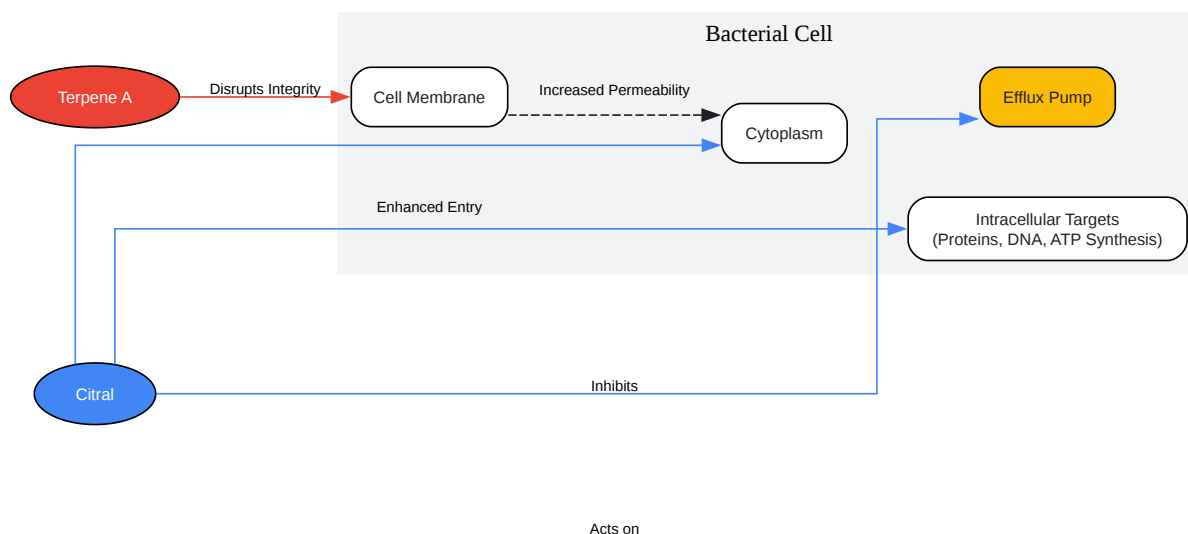 Bacterial Cell
Terpene A
Disrupts Integrity
Cell Membrane
Increased Permeability
Cytoplasm
Efflux Pump
Enhanced Entry
Intracellular Targets
(Proteins, DNA, ATP Synthesis)
Citral
Inhibits
Acts on